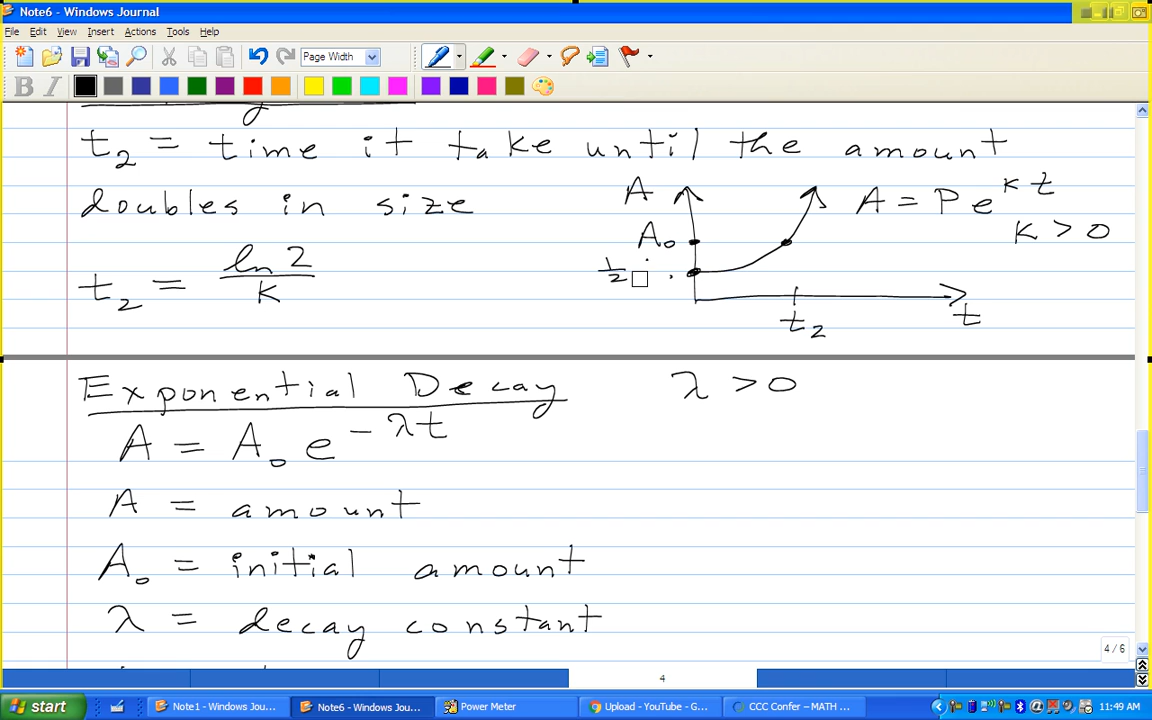 Note6 - Windows Journal
File Edit View Insert Actions Tools Help
Page Width
B I
t₂ = time it take until the amount
doubles in size
A
A = Pe^kt
A₀
K > 0
1/2
t₂ = ln 2 / k
t₂
t
Exponential Decay λ > 0
A = A₀ e^-λt
A = amount
A₀ = initial amount
λ = decay constant
4 / 6
4
start Note1 - Windows Jou... Note6 - Windows Jou... Power Meter Upload - YouTube - G... CCC Confer -- MATH ... 11:49 AM